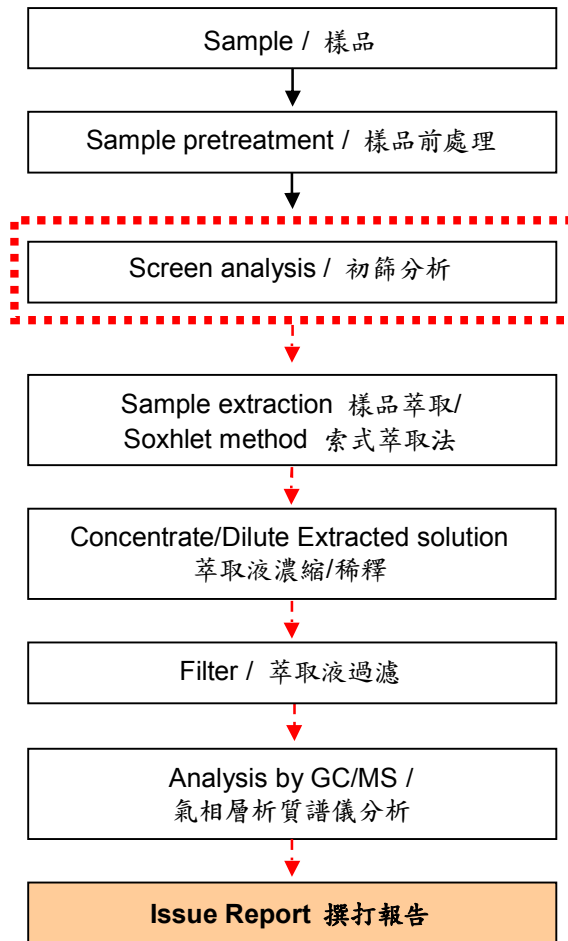 Sample / 樣品
Sample pretreatment / 樣品前處理
Screen analysis / 初篩分析
Sample extraction 樣品萃取/
Soxhlet method 索式萃取法
Concentrate/Dilute Extracted solution
萃取液濃縮/稀釋
Filter / 萃取液過濾
Analysis by GC/MS /
氣相層析質譜儀分析
Issue Report 撰打報告